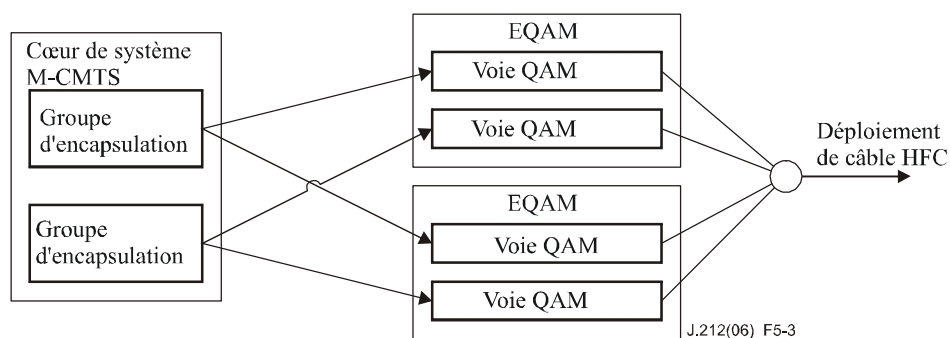 Cœur de système
M-CMTS
Groupe
d'encapsulation
Groupe
d'encapsulation
EQAM
Voie QAM
Voie QAM
EQAM
Voie QAM
Voie QAM
Déploiement
de câble HFC
J.212(06) F5-3